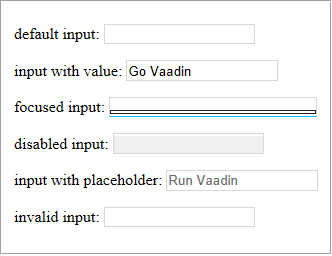 default input:
input with value: Go Vaadin
focused input:
disabled input:
input with placeholder: Run Vaadin
invalid input: